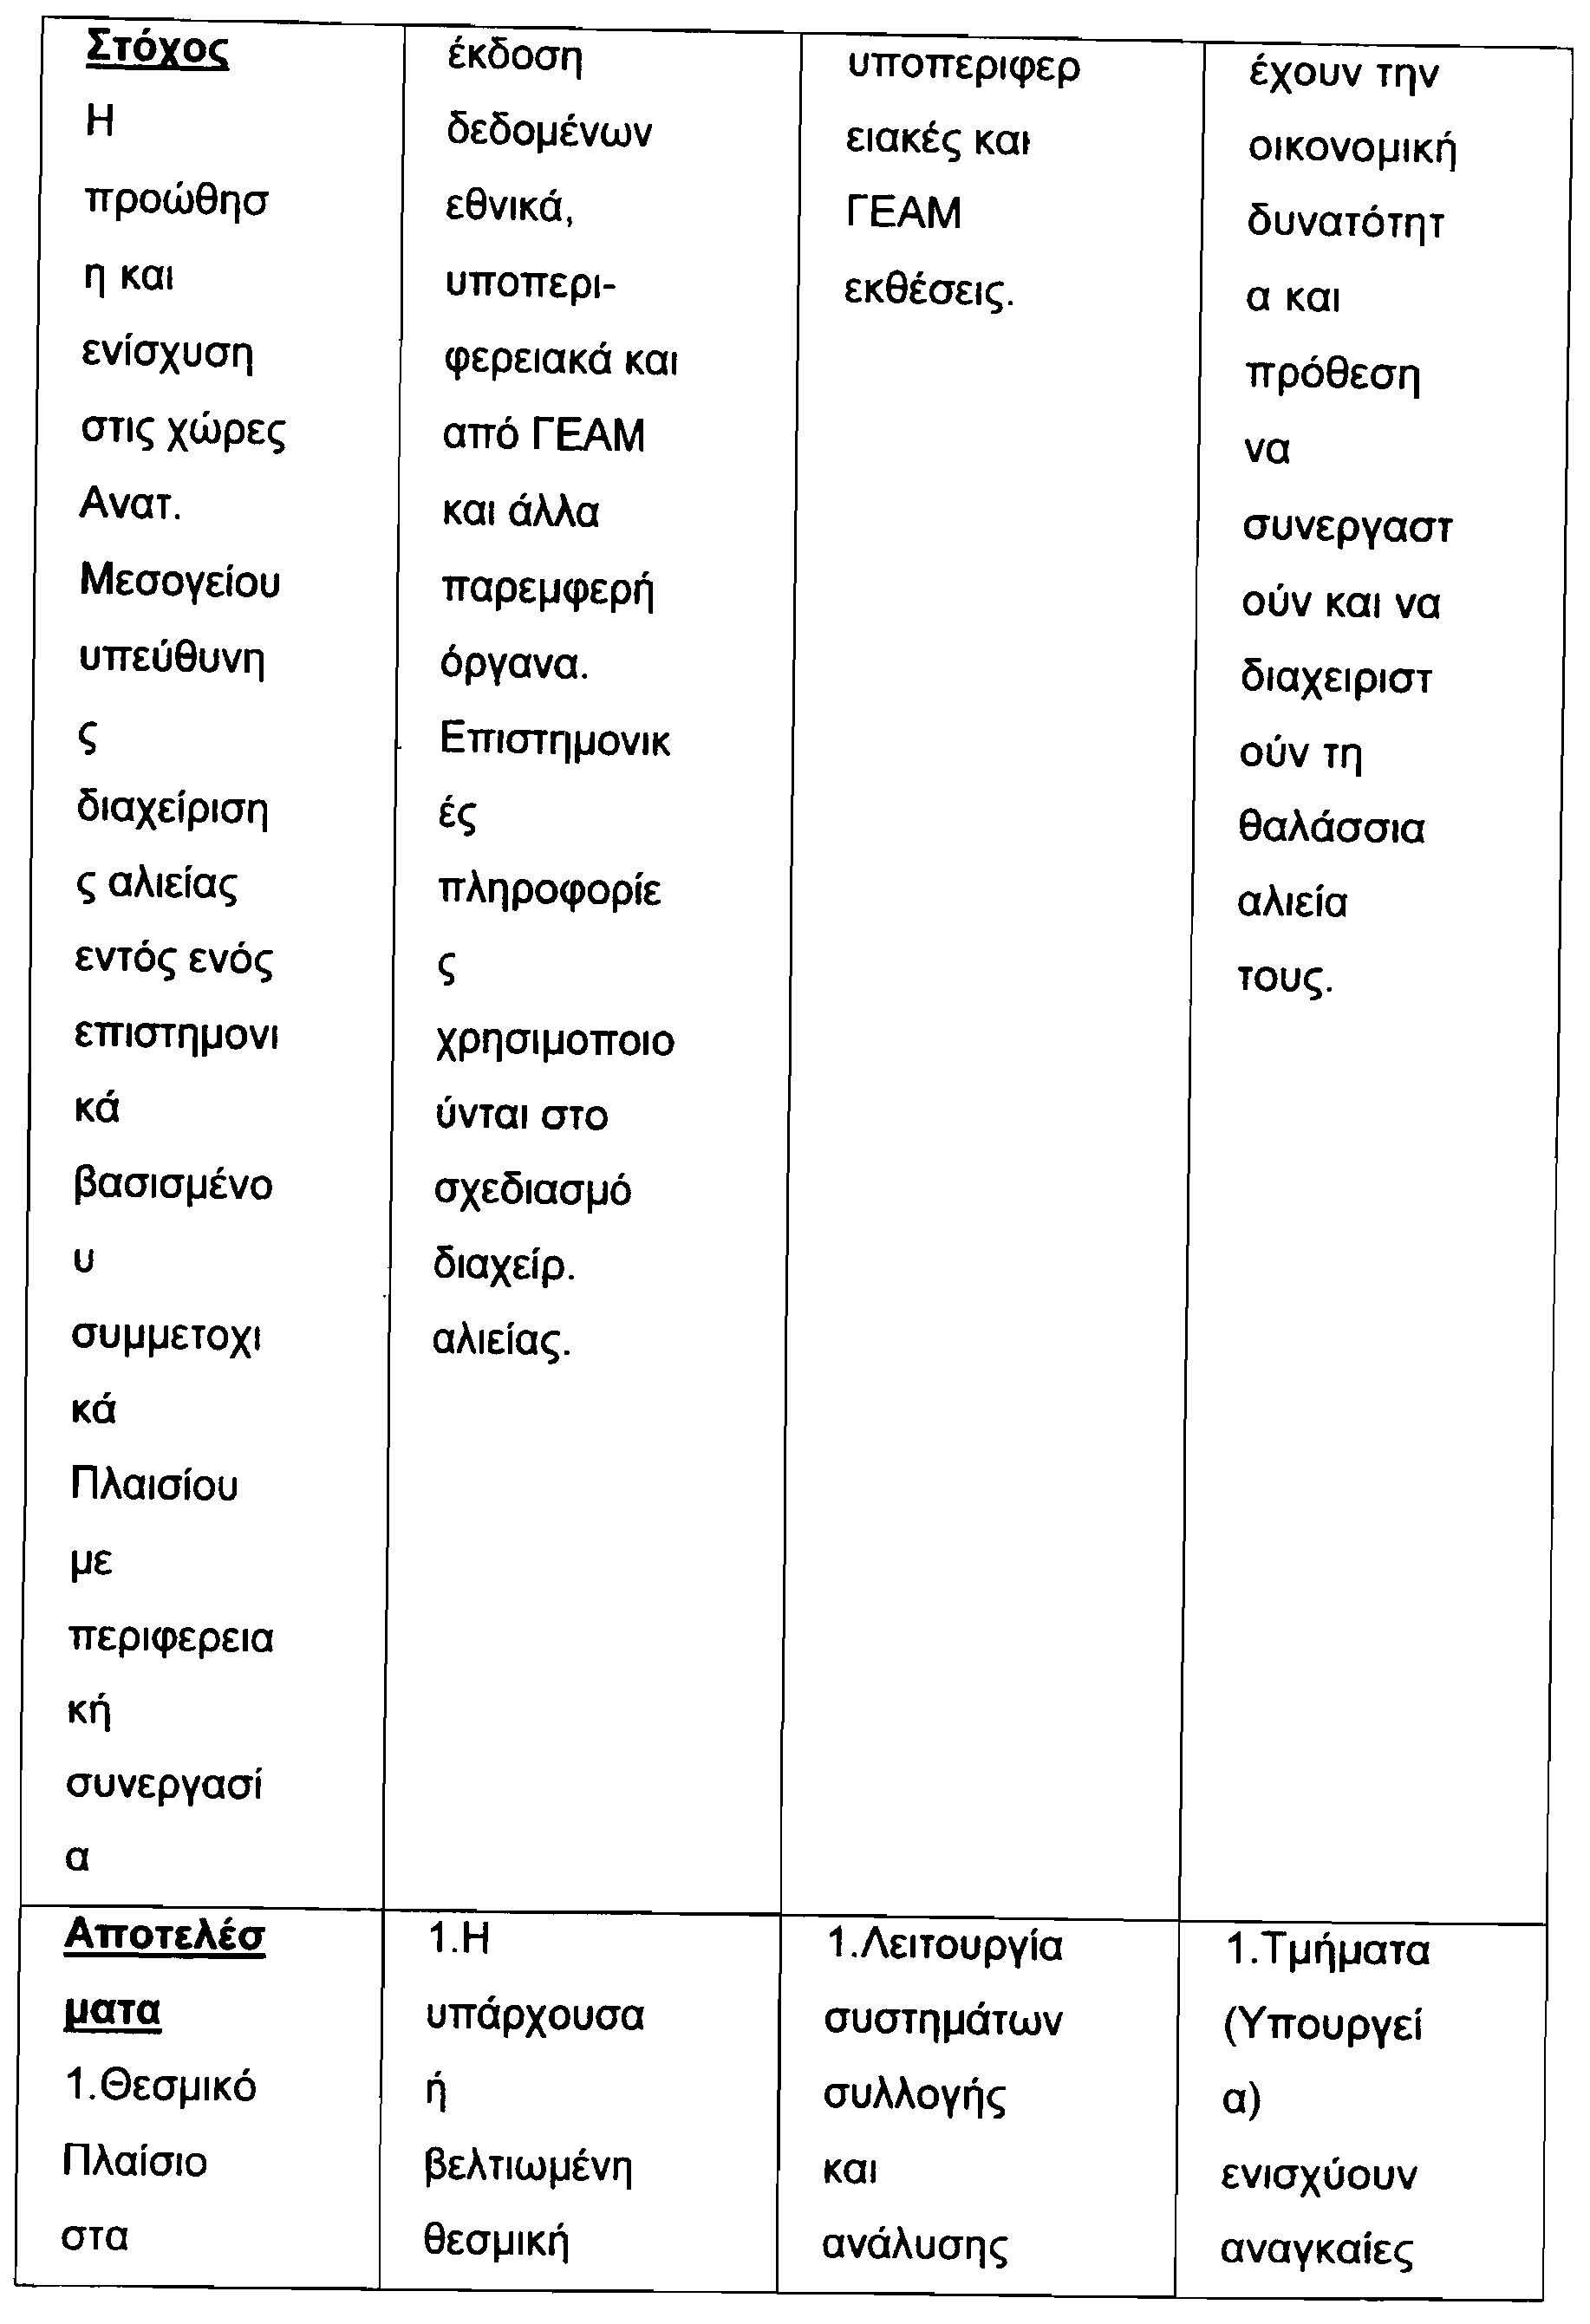 Στόχος
Η
προώθησ
η και
ενίσχυση
στις χώρες
Ανατ.
Μεσογείου
υπεύθυνη
ς
διαχείριση
ς αλιείας
εντός ενός
επιστημονι
κά
βασισμένο
υ
συμμετοχι
κά
Πλαισίου
με
περιφερεια
κή
συνεργασί
α
έκδοση
δεδομένων
εθνικά,
υποπερι-
φερειακά και
από ΓΕΑΜ
και άλλα
παρεμφερή
όργανα.
Επιστημονικ
ές
πληροφορίε
ς
χρησιμοποιο
ύνται στο
σχεδιασμό
διαχείρ.
αλιείας.
υποπεριφερ
ειακές και
ΓΕΑΜ
εκθέσεις.
έχουν την
οικονομική
δυνατότητ
α και
πρόθεση
να
συνεργαστ
ούν και να
διαχειριστ
ούν τη
θαλάσσια
αλιεία
τους.
Αποτελέσ
ματα
1.Θεσμικό
Πλαίσιο
στα
1.Η
υπάρχουσα
ή
βελτιωμένη
θεσμική
1.Λειτουργία
συστημάτων
συλλογής
και
ανάλυσης
1.Τμήματα
(Υπουργεί
α)
ενισχύουν
αναγκαίες